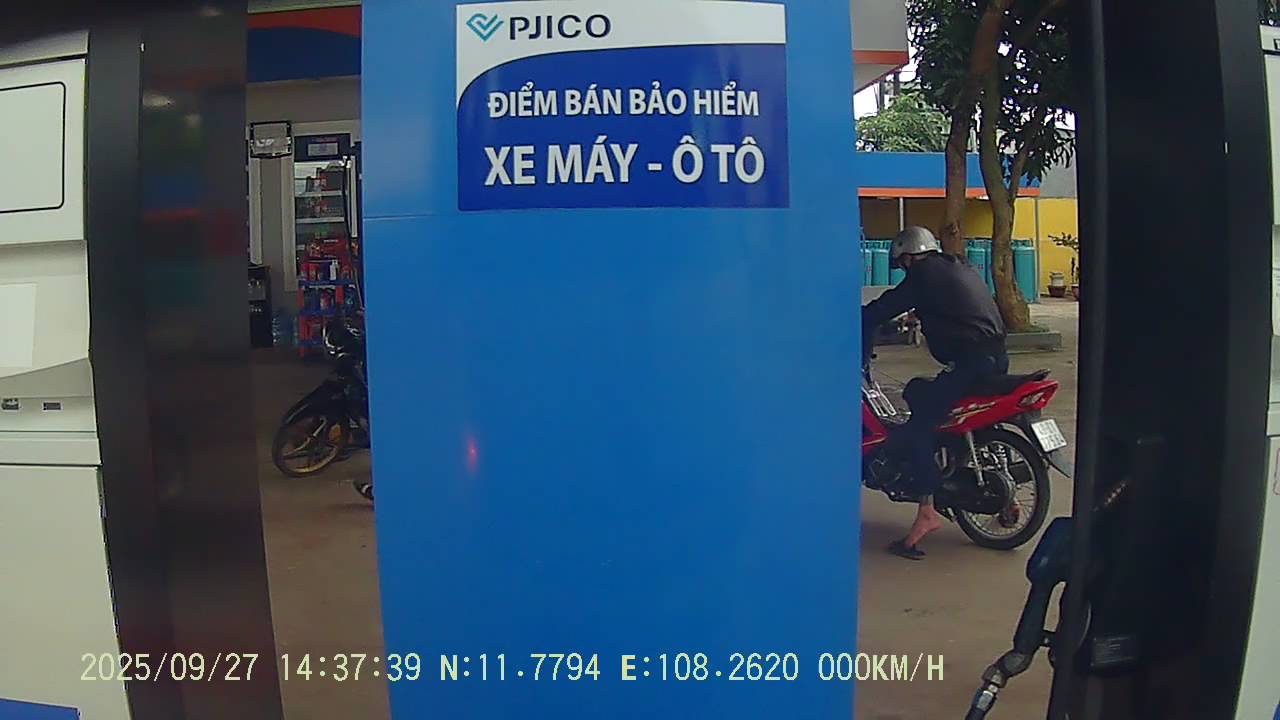 PJICO
ĐIỂM BÁN BẢO HIỂM
XE MÁY - Ô TÔ
2025/09/27 14:37:39 N:11.7794 E:108.2620 000KM/H